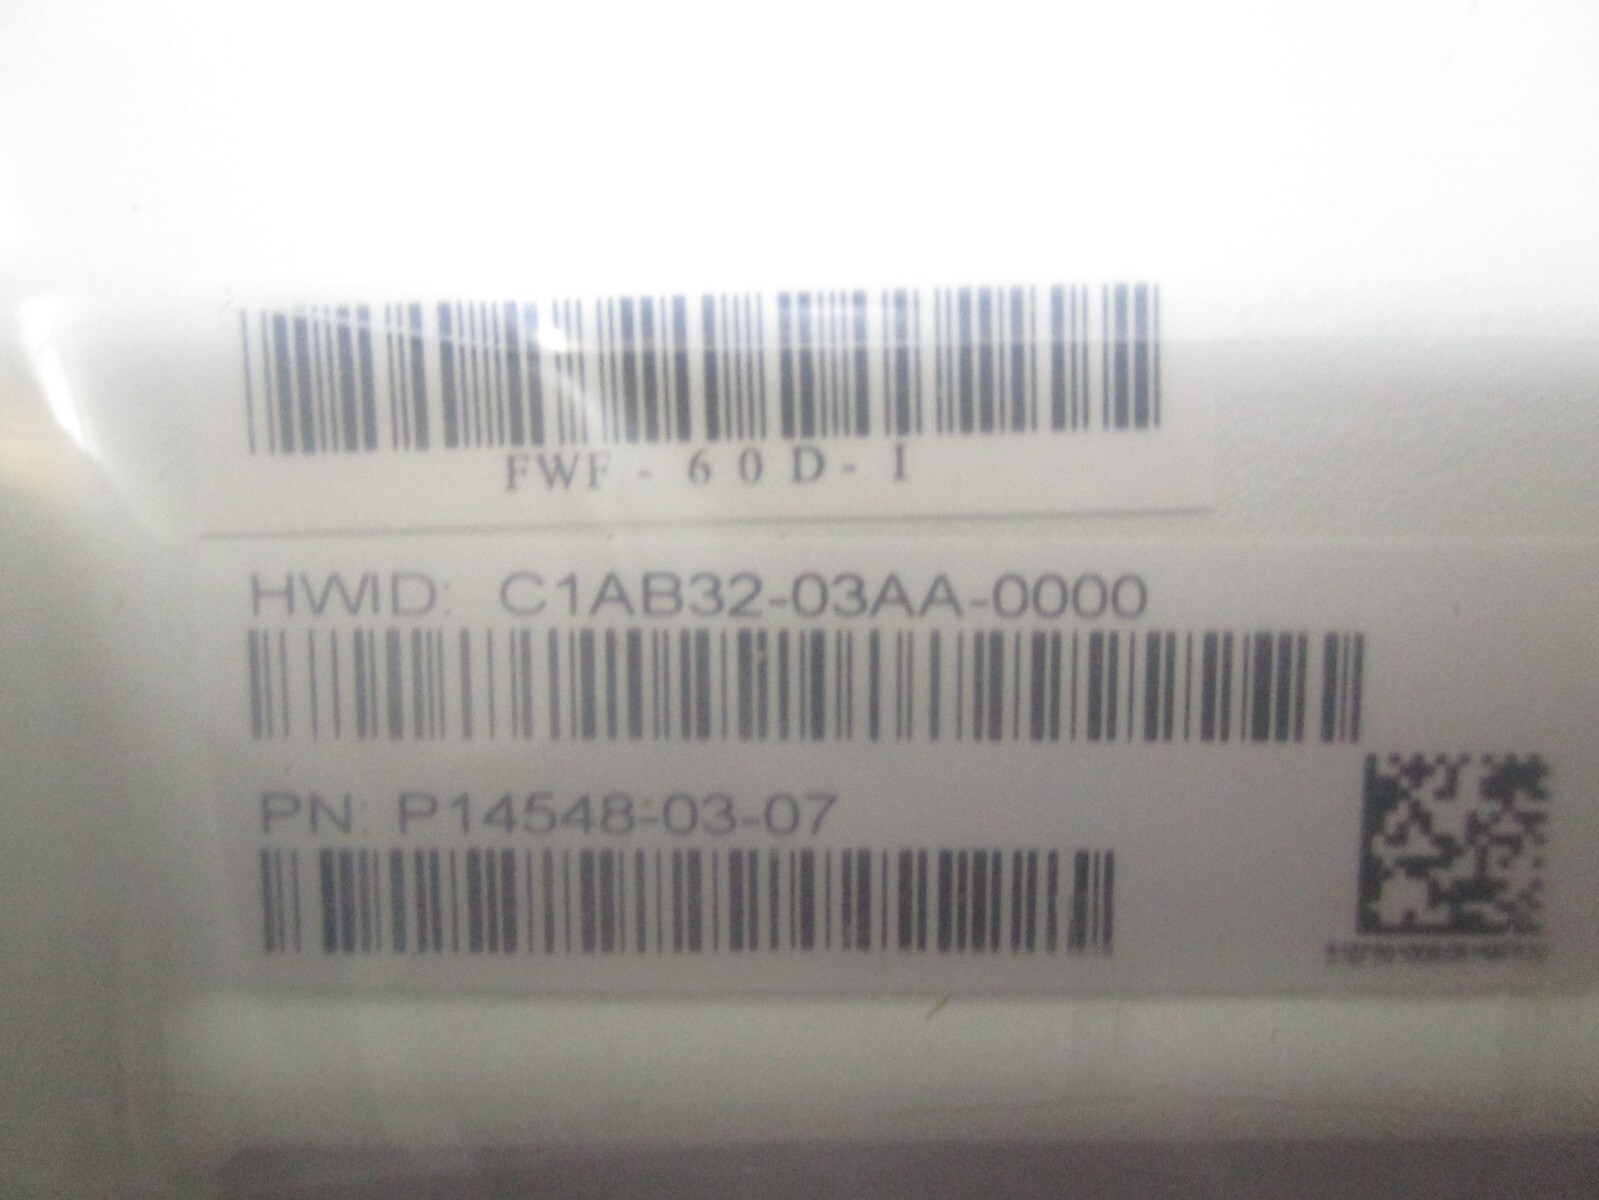 FWF - 60D- I
HWID: C1AB32-03AA-0000
PN: P14548-03-07